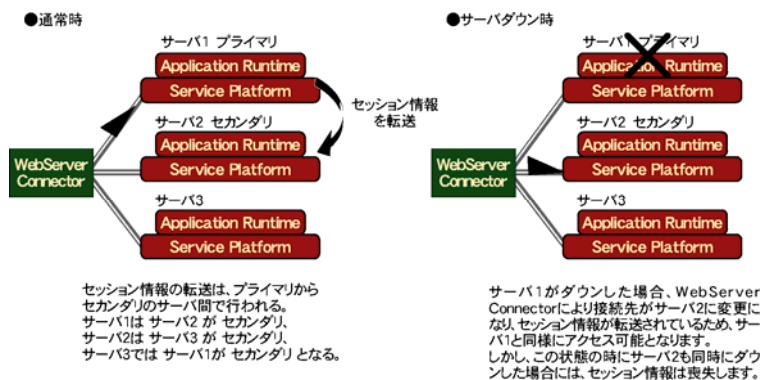 ●通常時
サーバ1 プライマリ
Application Runtime
Service Platform
セッション情報
を転送
サーバ2 セカンダリ
Application Runtime
Service Platform
WebServer
Connector
サーバ3
Application Runtime
Service Platform
セッション情報の転送は、プライマリから
セカンダリのサーバ間で行われる。
サーバ1は サーバ2 が セカンダリ、
サーバ2は サーバ3 が セカンダリ、
サーバ3では サーバ1が セカンダリ となる。
●サーバダウン時
サーバ1 プライマリ
Application Runtime
Service Platform
サーバ2 セカンダリ
Application Runtime
Service Platform
WebServer
Connector
サーバ3
Application Runtime
Service Platform
サーバ1がダウンした場合、WebServer
Connectorにより接続先がサーバ2に変更に
なり、セッション情報が転送されているため、サー
バ1と同様にアクセス可能となります。
しかし、この状態の時にサーバ2も同時にダウ
ンした場合には、セッション情報は喪失します。